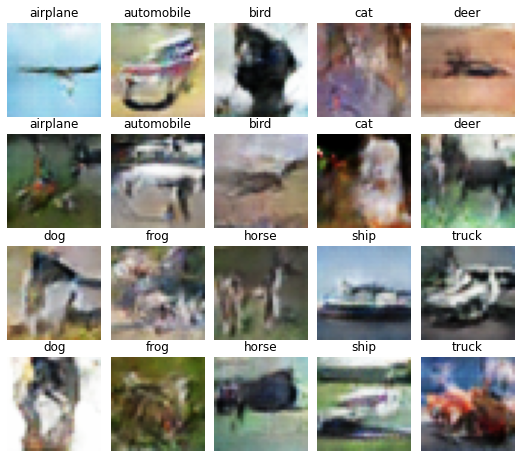 airplane automobile bird cat deer
airplane automobile bird cat deer
dog frog horse ship truck
dog frog horse ship truck